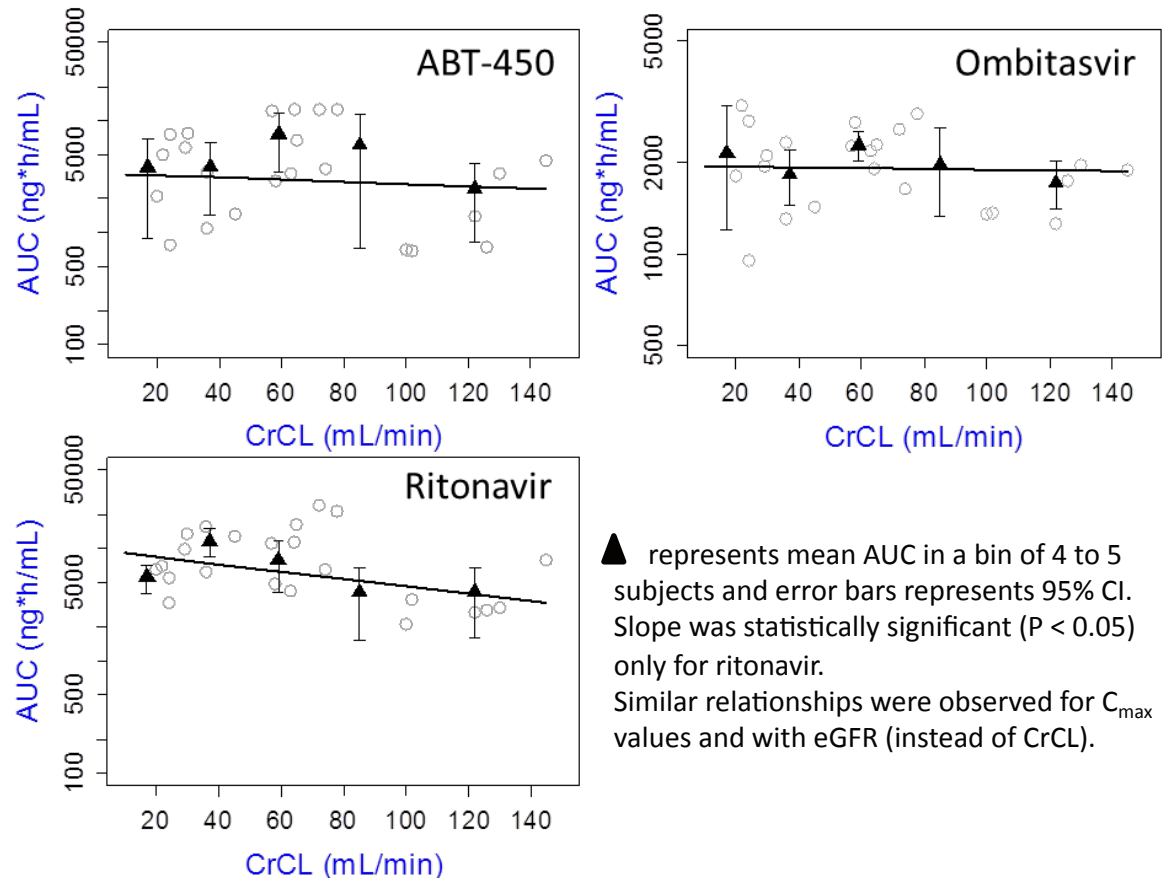 ABT-450
AUC (ng*h/mL)
50000
5000
500
100
20 40 60 80 100 120 140
CrCL (mL/min)
Ombitasvir
AUC (ng*h/mL)
5000
2000
1000
500
20 40 60 80 100 120 140
CrCL (mL/min)
Ritonavir
AUC (ng*h/mL)
50000
5000
500
100
20 40 60 80 100 120 140
CrCL (mL/min)
represents mean AUC in a bin of 4 to 5
subjects and error bars represents 95% CI.
Slope was statistically significant (P < 0.05)
only for ritonavir.
Similar relationships were observed for Cmax
values and with eGFR (instead of CrCL).